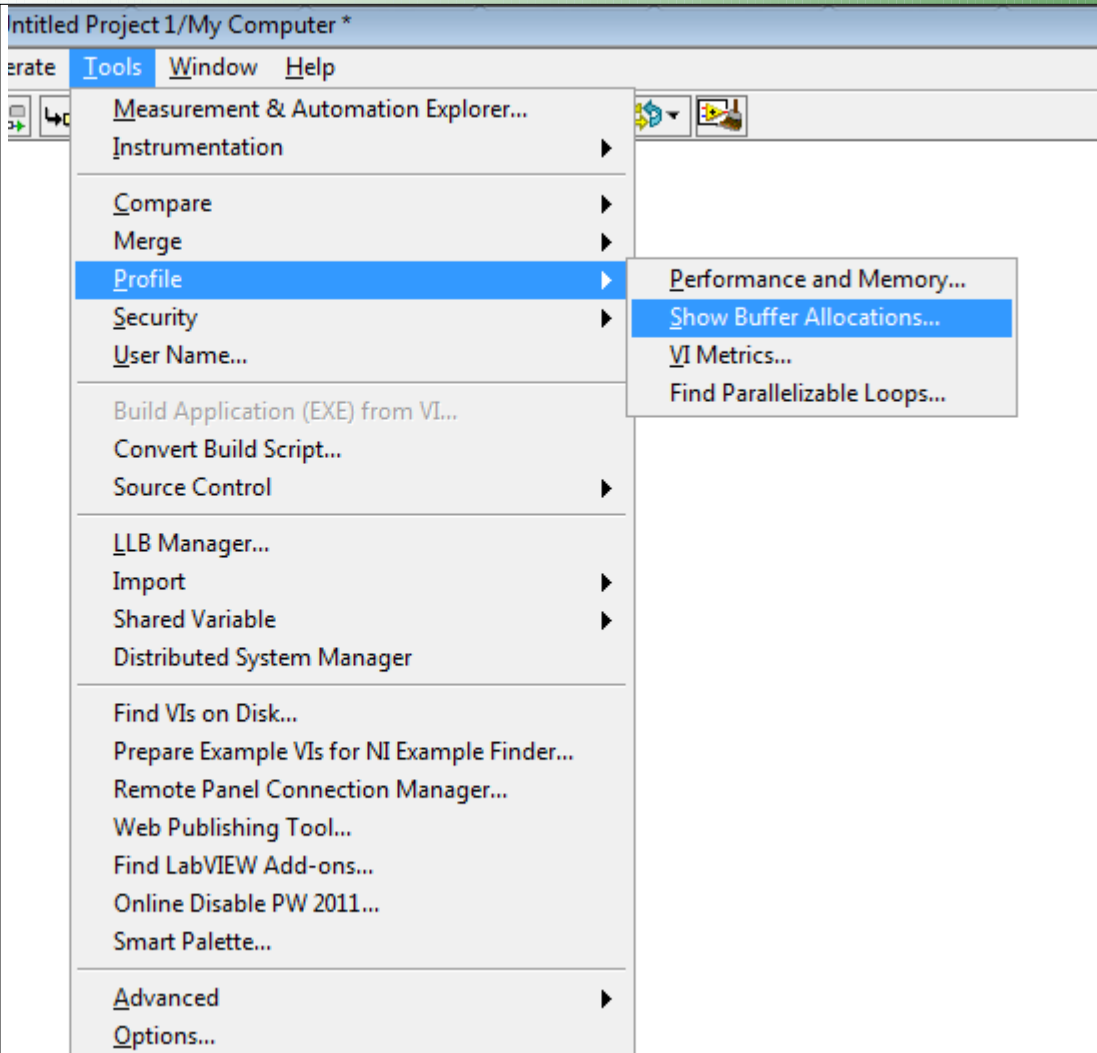 Untitled Project 1/My Computer *
erate Tools Window Help
Measurement & Automation Explorer...
Instrumentation
Compare
Merge
Profile
Performance and Memory...
Security
Show Buffer Allocations...
User Name...
VI Metrics...
Find Parallelizable Loops...
Build Application (EXE) from VI...
Convert Build Script...
Source Control
LLB Manager...
Import
Shared Variable
Distributed System Manager
Find VIs on Disk...
Prepare Example VIs for NI Example Finder...
Remote Panel Connection Manager...
Web Publishing Tool...
Find LabVIEW Add-ons...
Online Disable PW 2011...
Smart Palette...
Advanced
Options...